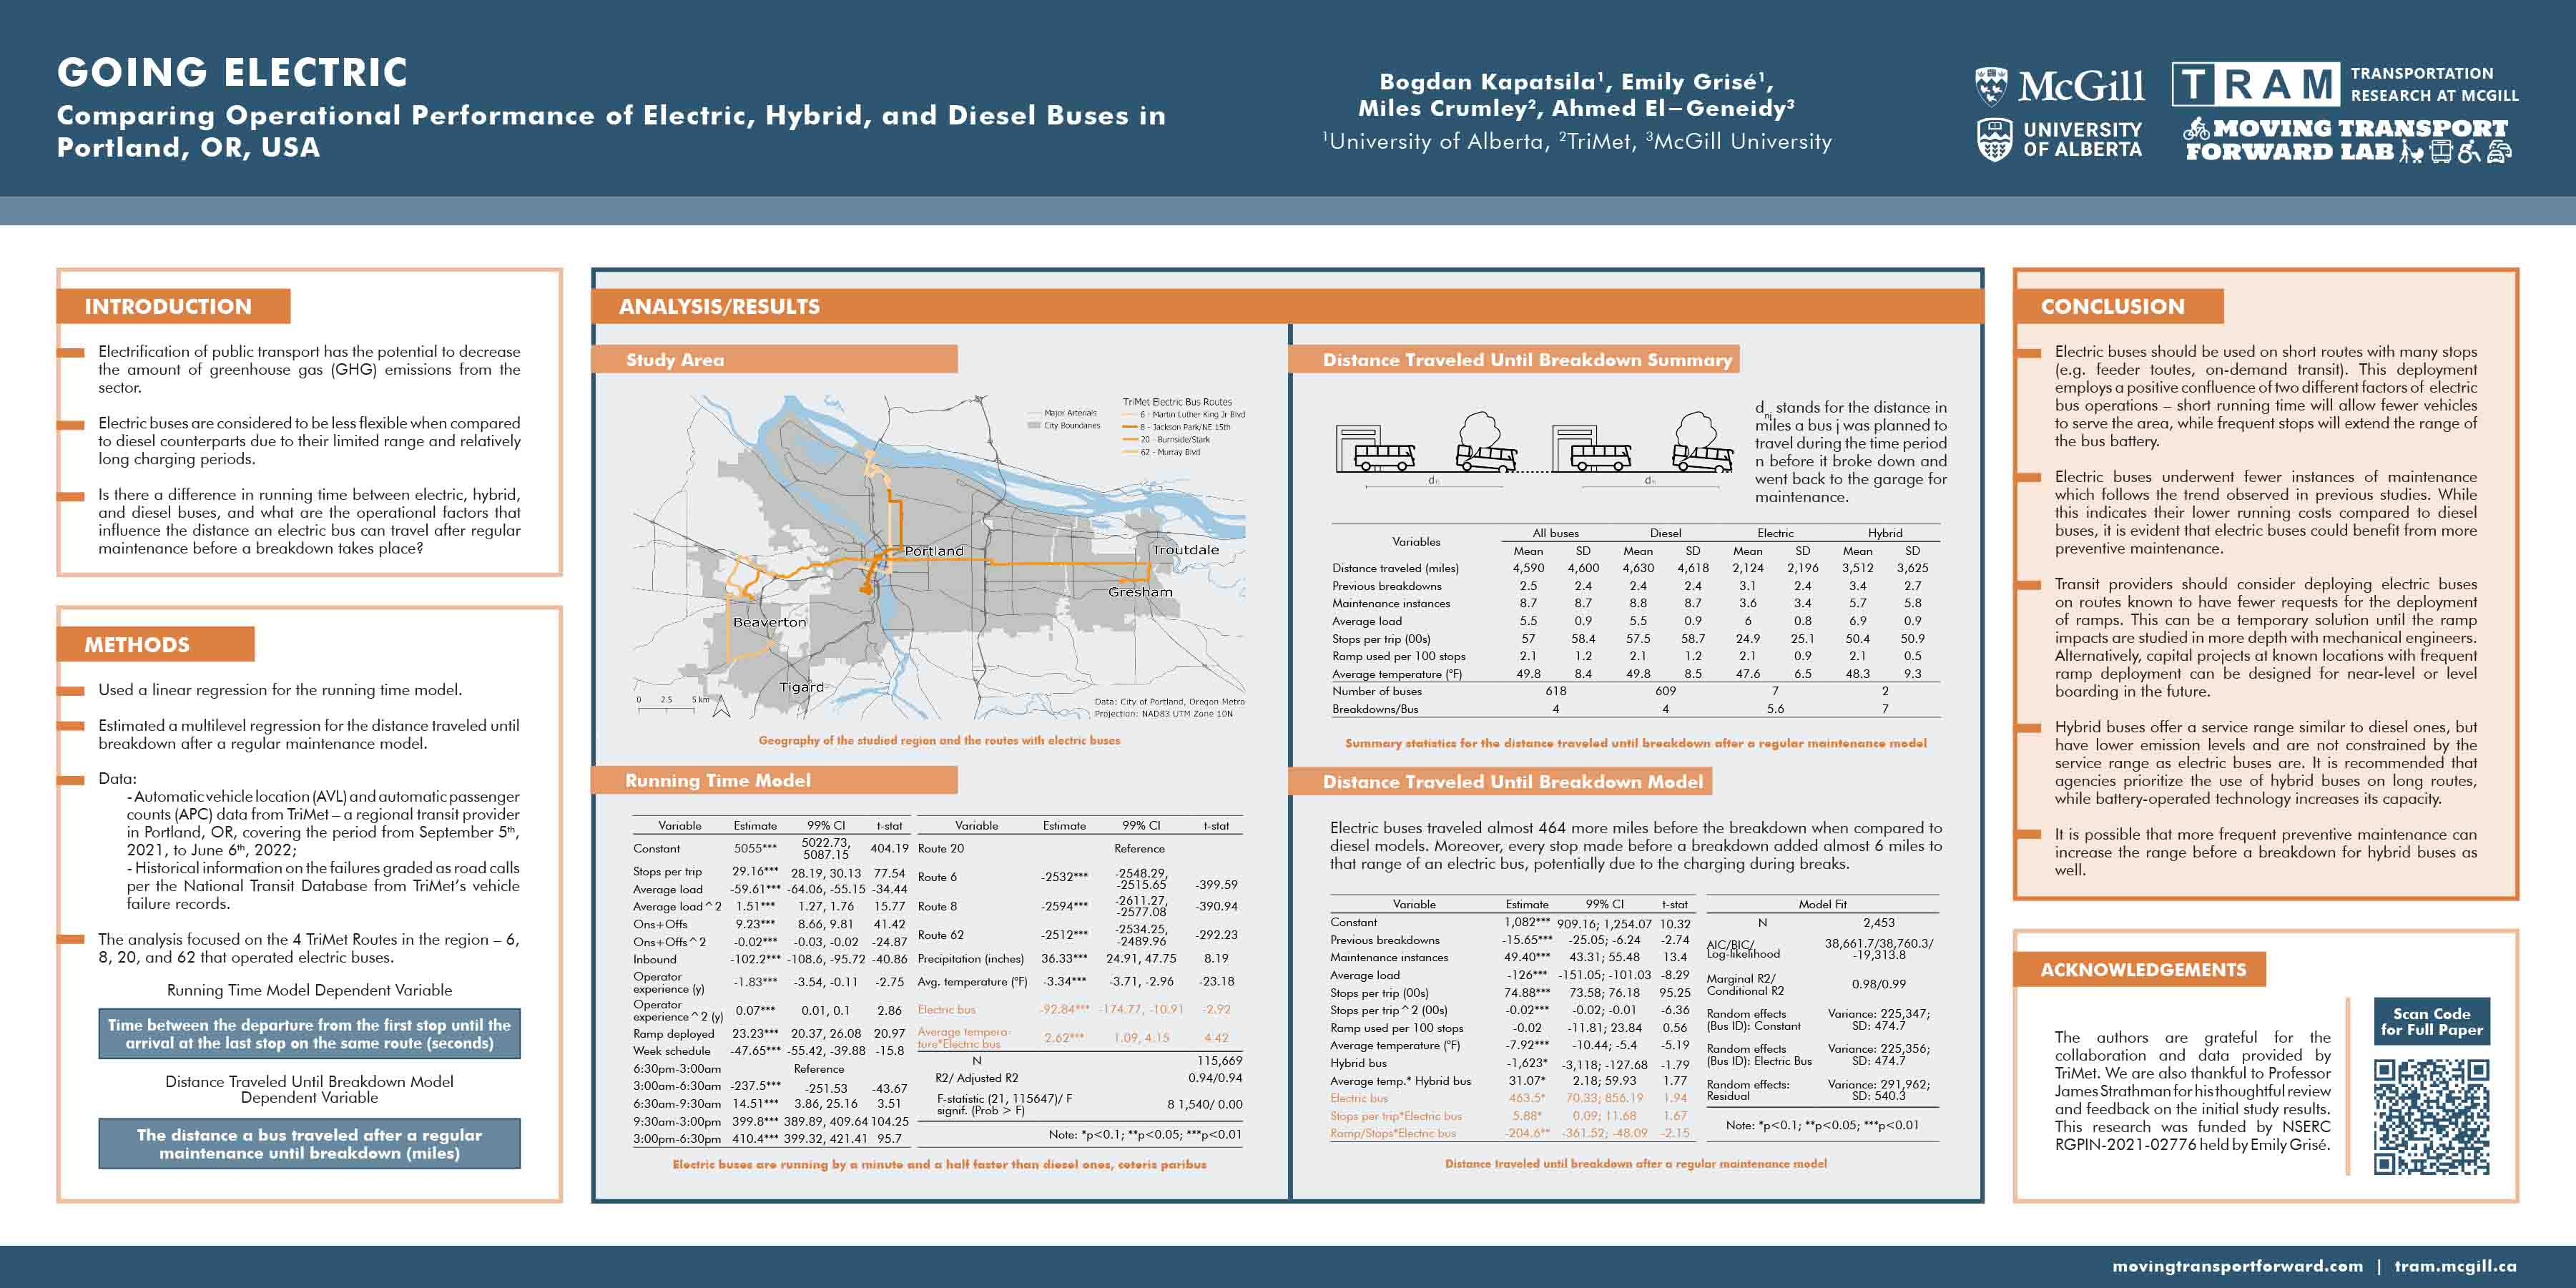 GOING ELECTRIC
Comparing Operational Performance of Electric, Hybrid, and Diesel Buses in
Portland, OR, USA
Bogdan Kapatsila¹, Emily Grisé¹,
Miles Crumley², Ahmed El–Geneidy³
¹University of Alberta, ²TriMet, ³McGill University
McGill
UNIVERSITY
OF ALBERTA
TRAM
TRANSPORTATION
RESEARCH AT MCGILL
MOVING TRANSPORT
FORWARD LAB
INTRODUCTION
Electrification of public transport has the potential to decrease
the amount of greenhouse gas (GHG) emissions from the
sector.
Electric buses are considered to be less flexible when compared
to diesel counterparts due to their limited range and relatively
long charging periods.
Is there a difference in running time between electric, hybrid,
and diesel buses, and what are the operational factors that
influence the distance an electric bus can travel after regular
maintenance before a breakdown takes place?
METHODS
Used a linear regression for the running time model.
Estimated a multilevel regression for the distance traveled until
breakdown after a regular maintenance model.
Data:
- Automatic vehicle location (AVL) and automatic passenger
counts (APC) data from TriMet – a regional transit provider
in Portland, OR, covering the period from September 5th,
2021, to June 6th, 2022;
- Historical information on the failures graded as road calls
per the National Transit Database from TriMet's vehicle
failure records.
The analysis focused on the 4 TriMet Routes in the region – 6,
8, 20, and 62 that operated electric buses.
Running Time Model Dependent Variable
Time between the departure from the first stop until the
arrival at the last stop on the same route (seconds)
Distance Traveled Until Breakdown Model
Dependent Variable
The distance a bus traveled after a regular
maintenance until breakdown (miles)
ANALYSIS/RESULTS
Study Area
Major Arterials
City Boundaries
TriMet Electric Bus Routes
6 - Martin Luther King Jr Blvd
8 - Jackson Park/NE 15th
20 - Burnside/Stark
62 - Murray Blvd
Portland
Troutdale
Gresham
Beaverton
Tigard
0 2.5 5 km
Data: City of Portland, Oregon Metro
Projection: NAD83 UTM Zone 10N
Geography of the studied region and the routes with electric buses
Running Time Model
Variable Estimate 99% CI t-stat
Constant 5055*** 5022.73, 5087.15 404.19
Stops per trip 29.16*** 28.19, 30.13 77.54
Average load -59.61*** -64.06, -55.15 -34.44
Average load^2 1.51*** 1.27, 1.76 15.77
Ons+Offs 9.23*** 8.66, 9.81 41.42
Ons+Offs^2 -0.02*** -0.03, -0.02 -24.87
Inbound -102.2*** -108.6, -95.72 -40.86
Operator experience (y) -1.83*** -3.54, -0.11 -2.75
Operator experience^2 (y) 0.07*** 0.01, 0.1 2.86
Ramp deployed 23.23*** 20.37, 26.08 20.97
Week schedule -47.65*** -55.42, -39.88 -15.8
6:30pm-3:00am Reference
3:00am-6:30am -237.5*** -251.53 -43.67
6:30am-9:30am 14.51*** 3.86, 25.16 3.51
9:30am-3:00pm 399.8*** 389.89, 409.64 104.25
3:00pm-6:30pm 410.4*** 399.32, 421.41 95.7
Variable Estimate 99% CI t-stat
Route 20 Reference
Route 6 -2532*** -2548.29, -2515.65 -399.59
Route 8 -2594*** -2611.27, -2577.08 -390.94
Route 62 -2512*** -2534.25, -2489.96 -292.23
Precipitation (inches) 36.33*** 24.91, 47.75 8.19
Avg. temperature (°F) -3.34*** -3.71, -2.96 -23.18
Electric bus -92.84*** -174.77, -10.91 -2.92
Average tempera-
ture*Electric bus 2.62*** 1.09, 4.15 4.42
N 115,669
R2/ Adjusted R2 0.94/0.94
F-statistic (21, 115647)/ F
signif. (Prob > F) 8 1,540/ 0.00
Note: *p<0.1; **p<0.05; ***p<0.01
Electric buses are running by a minute and a half faster than diesel ones, ceteris paribus
Distance Traveled Until Breakdown Summary
dnj stands for the distance in
miles a bus j was planned to
travel during the time period
n before it broke down and
went back to the garage for
maintenance.
Variables All buses Diesel Electric Hybrid
Mean SD Mean SD Mean SD Mean SD
Distance traveled (miles) 4,590 4,600 4,630 4,618 2,124 2,196 3,512 3,625
Previous breakdowns 2.5 2.4 2.4 2.4 3.1 2.4 3.4 2.7
Maintenance instances 8.7 8.7 8.8 8.7 3.6 3.4 5.7 5.8
Average load 5.5 0.9 5.5 0.9 6 0.8 6.9 0.9
Stops per trip (00s) 57 58.4 57.5 58.7 24.9 25.1 50.4 50.9
Ramp used per 100 stops 2.1 1.2 2.1 1.2 2.1 0.9 2.1 0.5
Average temperature (°F) 49.8 8.4 49.8 8.5 47.6 6.5 48.3 9.3
Number of buses 618 609 7 2
Breakdowns/Bus 4 4 5.6 7
Summary statistics for the distance traveled until breakdown after a regular maintenance model
Distance Traveled Until Breakdown Model
Electric buses traveled almost 464 more miles before the breakdown when compared to
diesel models. Moreover, every stop made before a breakdown added almost 6 miles to
that range of an electric bus, potentially due to the charging during breaks.
Variable Estimate 99% CI t-stat
Constant 1,082*** 909.16; 1,254.07 10.32
Previous breakdowns -15.65*** -25.05; -6.24 -2.74
Maintenance instances 49.40*** 43.31; 55.48 13.4
Average load -126*** -151.05; -101.03 -8.29
Stops per trip (00s) 74.88*** 73.58; 76.18 95.25
Stops per trip^2 (00s) -0.02*** -0.02; -0.01 -6.36
Ramp used per 100 stops -0.02 -11.81; 23.84 0.56
Average temperature (°F) -7.92*** -10.44; -5.4 -5.19
Hybrid bus -1,623* -3,118; -127.68 -1.79
Average temp.* Hybrid bus 31.07* 2.18; 59.93 1.77
Electric bus 463.5* 70.33; 856.19 1.94
Stops per trip*Electric bus 5.88* 0.09; 11.68 1.67
Ramp/Stops*Electric bus -204.6** -361.52; -48.09 -2.15
Model Fit
N 2,453
AIC/BIC/
Log-likelihood 38,661.7/38,760.3/
-19,313.8
Marginal R2/
Conditional R2 0.98/0.99
Random effects
(Bus ID): Constant Variance: 225,347;
SD: 474.7
Random effects
(Bus ID): Electric Bus Variance: 225,356;
SD: 474.7
Random effects:
Residual Variance: 291,962;
SD: 540.3
Note: *p<0.1; **p<0.05; ***p<0.01
Distance traveled until breakdown after a regular maintenance model
CONCLUSION
Electric buses should be used on short routes with many stops
(e.g. feeder toutes, on-demand transit). This deployment
employs a positive confluence of two different factors of electric
bus operations – short running time will allow fewer vehicles
to serve the area, while frequent stops will extend the range of
the bus battery.
Electric buses underwent fewer instances of maintenance
which follows the trend observed in previous studies. While
this indicates their lower running costs compared to diesel
buses, it is evident that electric buses could benefit from more
preventive maintenance.
Transit providers should consider deploying electric buses
on routes known to have fewer requests for the deployment
of ramps. This can be a temporary solution until the ramp
impacts are studied in more depth with mechanical engineers.
Alternatively, capital projects at known locations with frequent
ramp deployment can be designed for near-level or level
boarding in the future.
Hybrid buses offer a service range similar to diesel ones, but
have lower emission levels and are not constrained by the
service range as electric buses are. It is recommended that
agencies prioritize the use of hybrid buses on long routes,
while battery-operated technology increases its capacity.
It is possible that more frequent preventive maintenance can
increase the range before a breakdown for hybrid buses as
well.
ACKNOWLEDGEMENTS
The authors are grateful for the
collaboration and data provided by
TriMet. We are also thankful to Professor
James Strathman for his thoughtful review
and feedback on the initial study results.
This research was funded by NSERC
RGPIN-2021-02776 held by Emily Grisé.
Scan Code
for Full Paper
movingtransportforward.com | tram.mcgill.ca